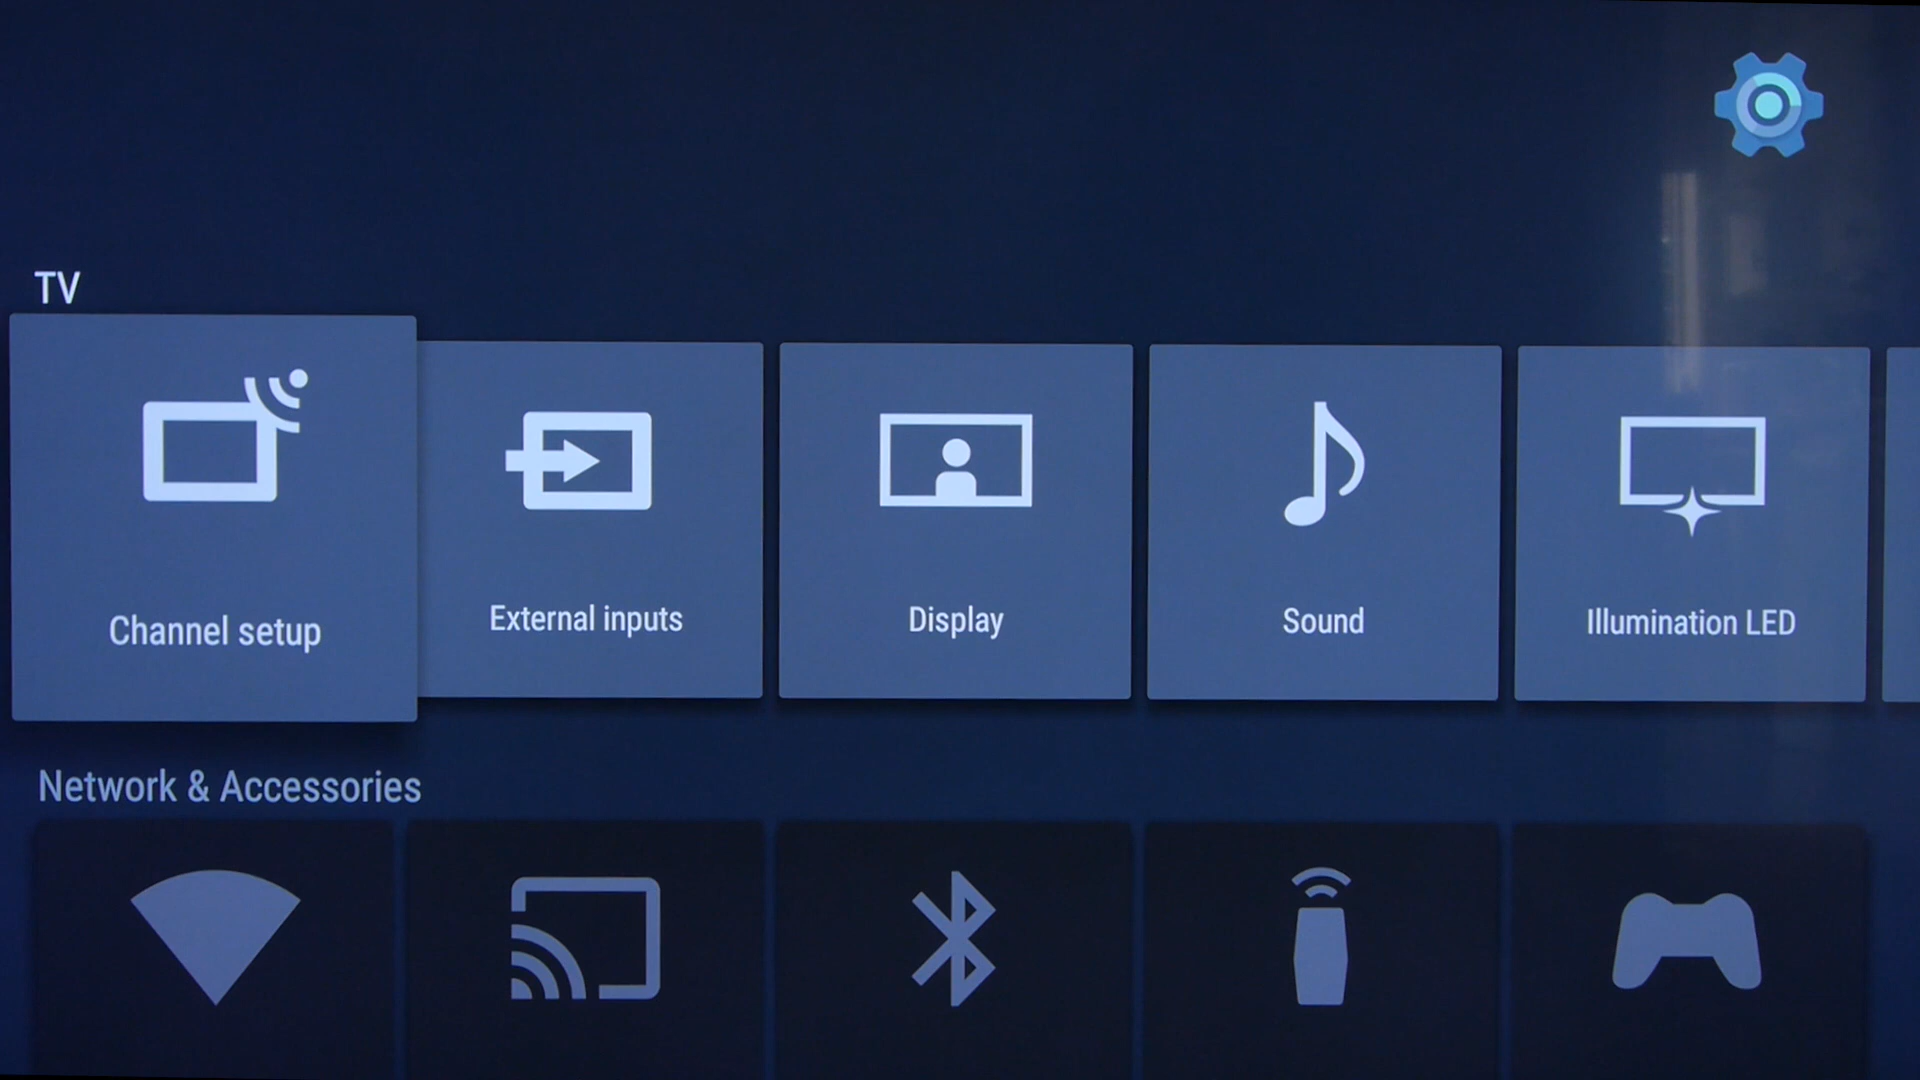 TV
Channel setup
External inputs
Display
Sound
Illumination LED
Network & Accessories